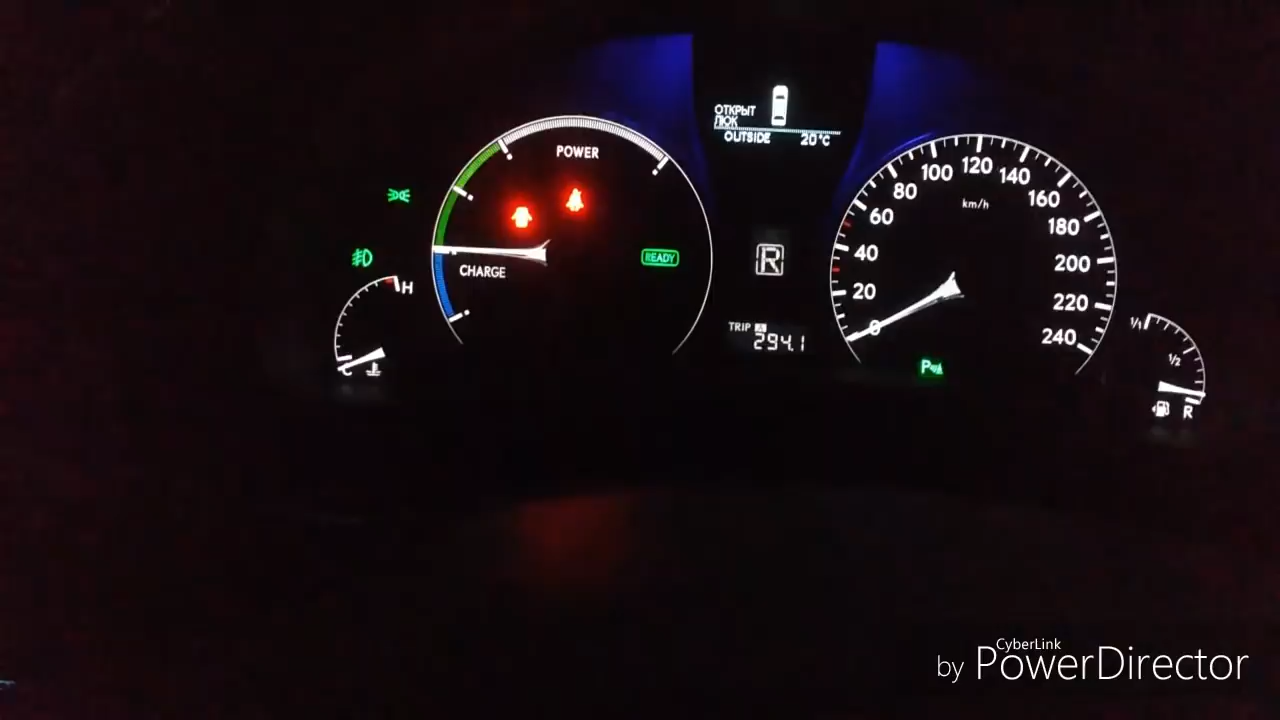 ОТКРЫТ
ЛЮК
OUTSIDE 20°C
POWER
CHARGE
READY
H
C
R
TRIP A
294.1
km/h
0
20
40
60
80
100
120
140
160
180
200
220
240
P
1/1
1/2
R
CyberLink
by PowerDirector